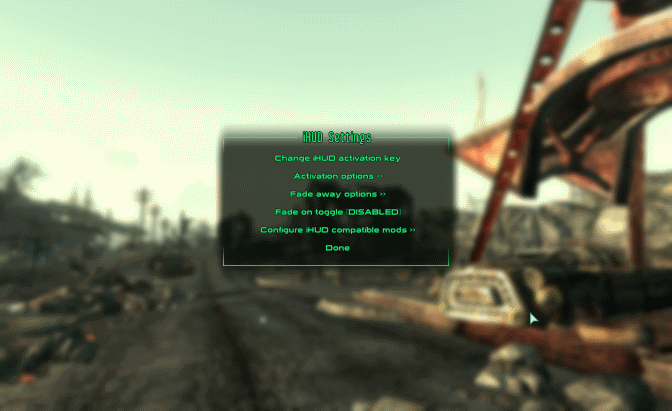 iHUD Settings
Change iHUD activation key
Activation options >>
Fade away options >>
Fade on toggle [DISABLED]
Configure iHUD compatible mods >>
Done